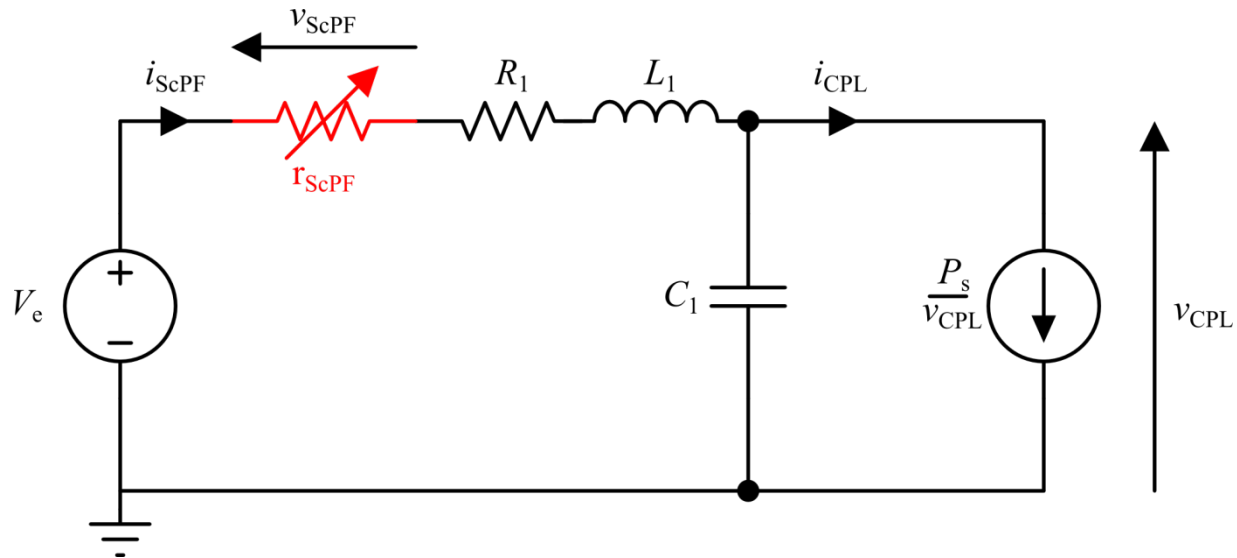 v_ScPF
i_ScPF
R_1
L_1
i_CPL
r_ScPF
V_e
+
−
C_1
P_s
v_CPL
v_CPL